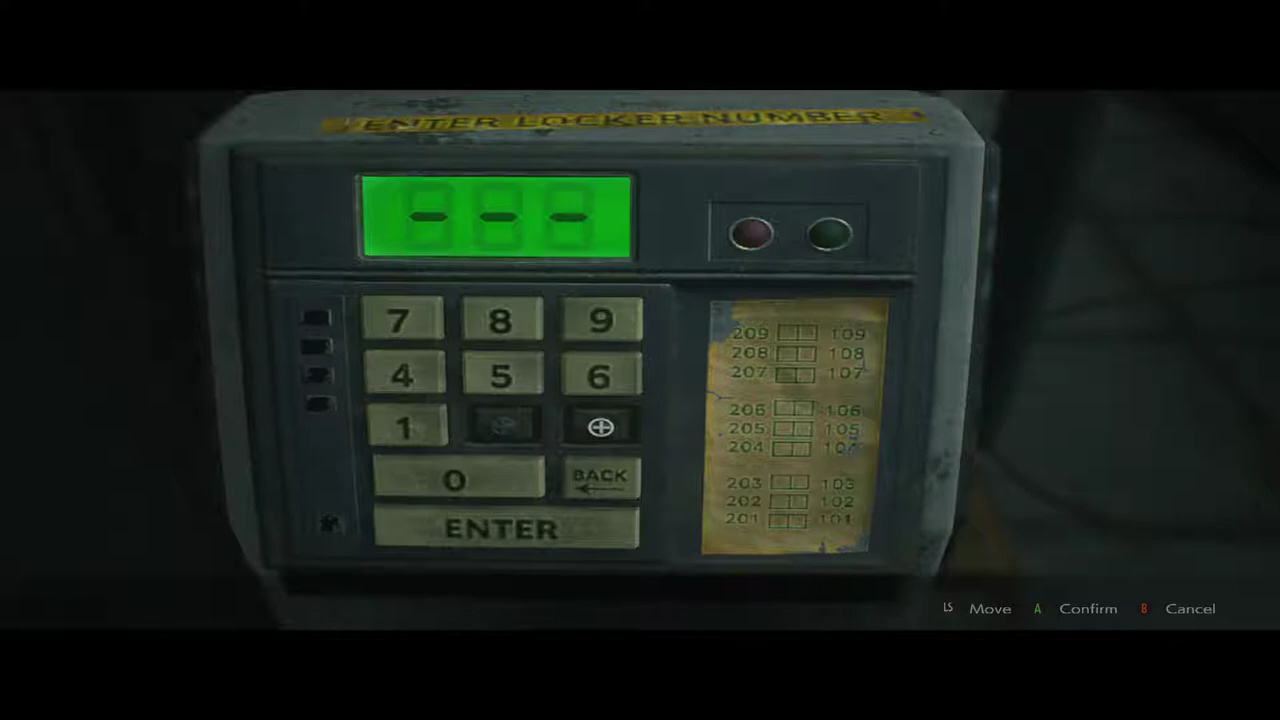 ENTER LOCKER NUMBER
7 8 9
4 5 6
1
0 BACK
ENTER
209 109
208 108
207 107
206 106
205 105
204
203 103
202 102
201 101
LS Move A Confirm B Cancel